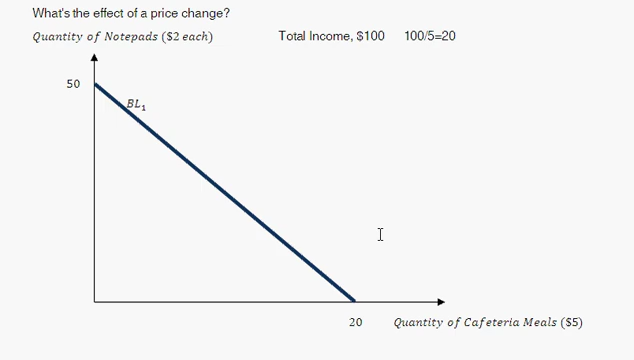 What's the effect of a price change?
Quantity of Notepads ($2 each)
Total Income, $100 100/5=20
50
BL₁
20
Quantity of Cafeteria Meals ($5)